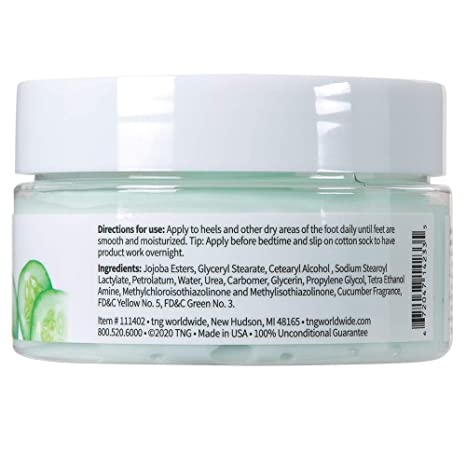 Directions for use: Apply to heels and other dry areas of the foot daily until feet are
smooth and moisturized. Tip: Apply before bedtime and slip on cotton sock to have
product work overnight.
Ingredients: Jojoba Esters, Glyceryl Stearate, Cetearyl Alcohol , Sodium Stearoyl
Lactylate, Petrolatum, Water, Urea, Carbomer, Glycerin, Propylene Glycol, Tetra Ethanol
Amine, Methylchloroisothiazolinone and Methylisothiazolinone, Cucumber Fragrance,
FD&C Yellow No. 5, FD&C Green No. 3.
Item # 111402 • tng worldwide, New Hudson, MI 48165 • tngworldwide.com
800.520.6000 • ©2020 TNG • Made in USA • 100% Unconditional Guarantee